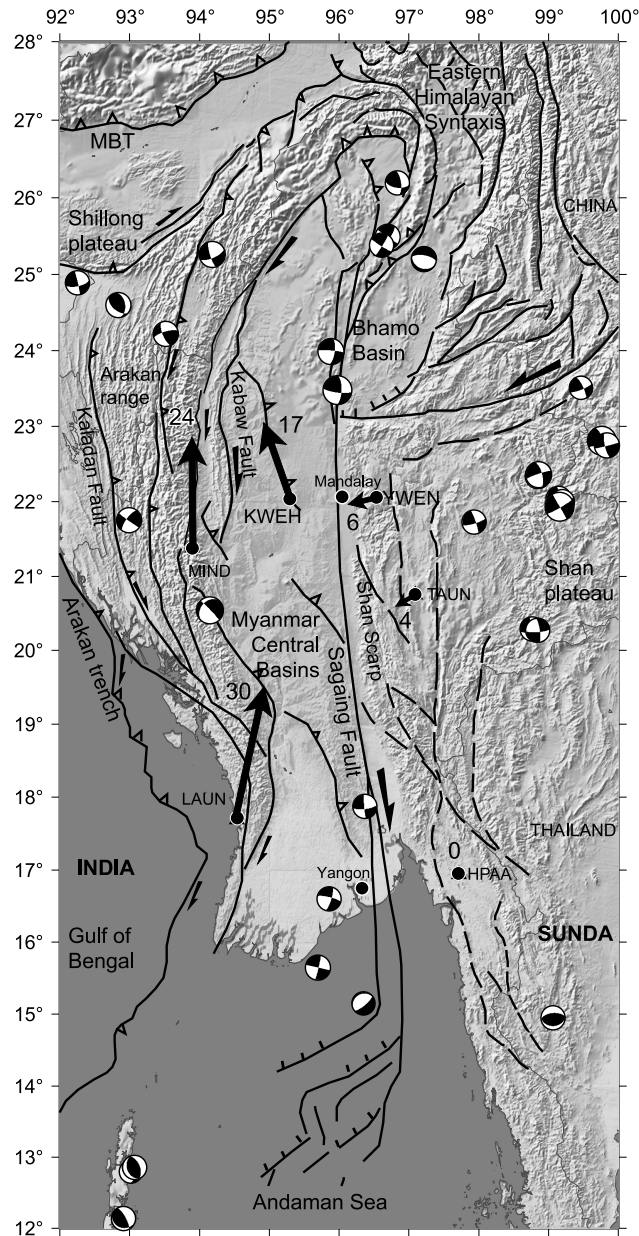 92° 93° 94° 95° 96° 97° 98° 99° 100°
28°
Eastern
Himalayan
Syntaxis
27°
MBT
26°
CHINA
Shillong
plateau
25°
Bhamo
Basin
24°
Arakan
range
24
Kabaw Fault
17
23°
Kaladan Fault
Mandalay
YWEN
22°
6
KWEH
MIND
21°
Shan
plateau
TAUN
4
Shan Scarp
Myanmar
Central
Basins
20°
Arakan trench
Sagaing Fault
30
19°
LAUN
18°
THAILAND
0
17°
INDIA
Yangon
HPAA
Gulf of
Bengal
SUNDA
16°
15°
14°
13°
Andaman Sea
12°